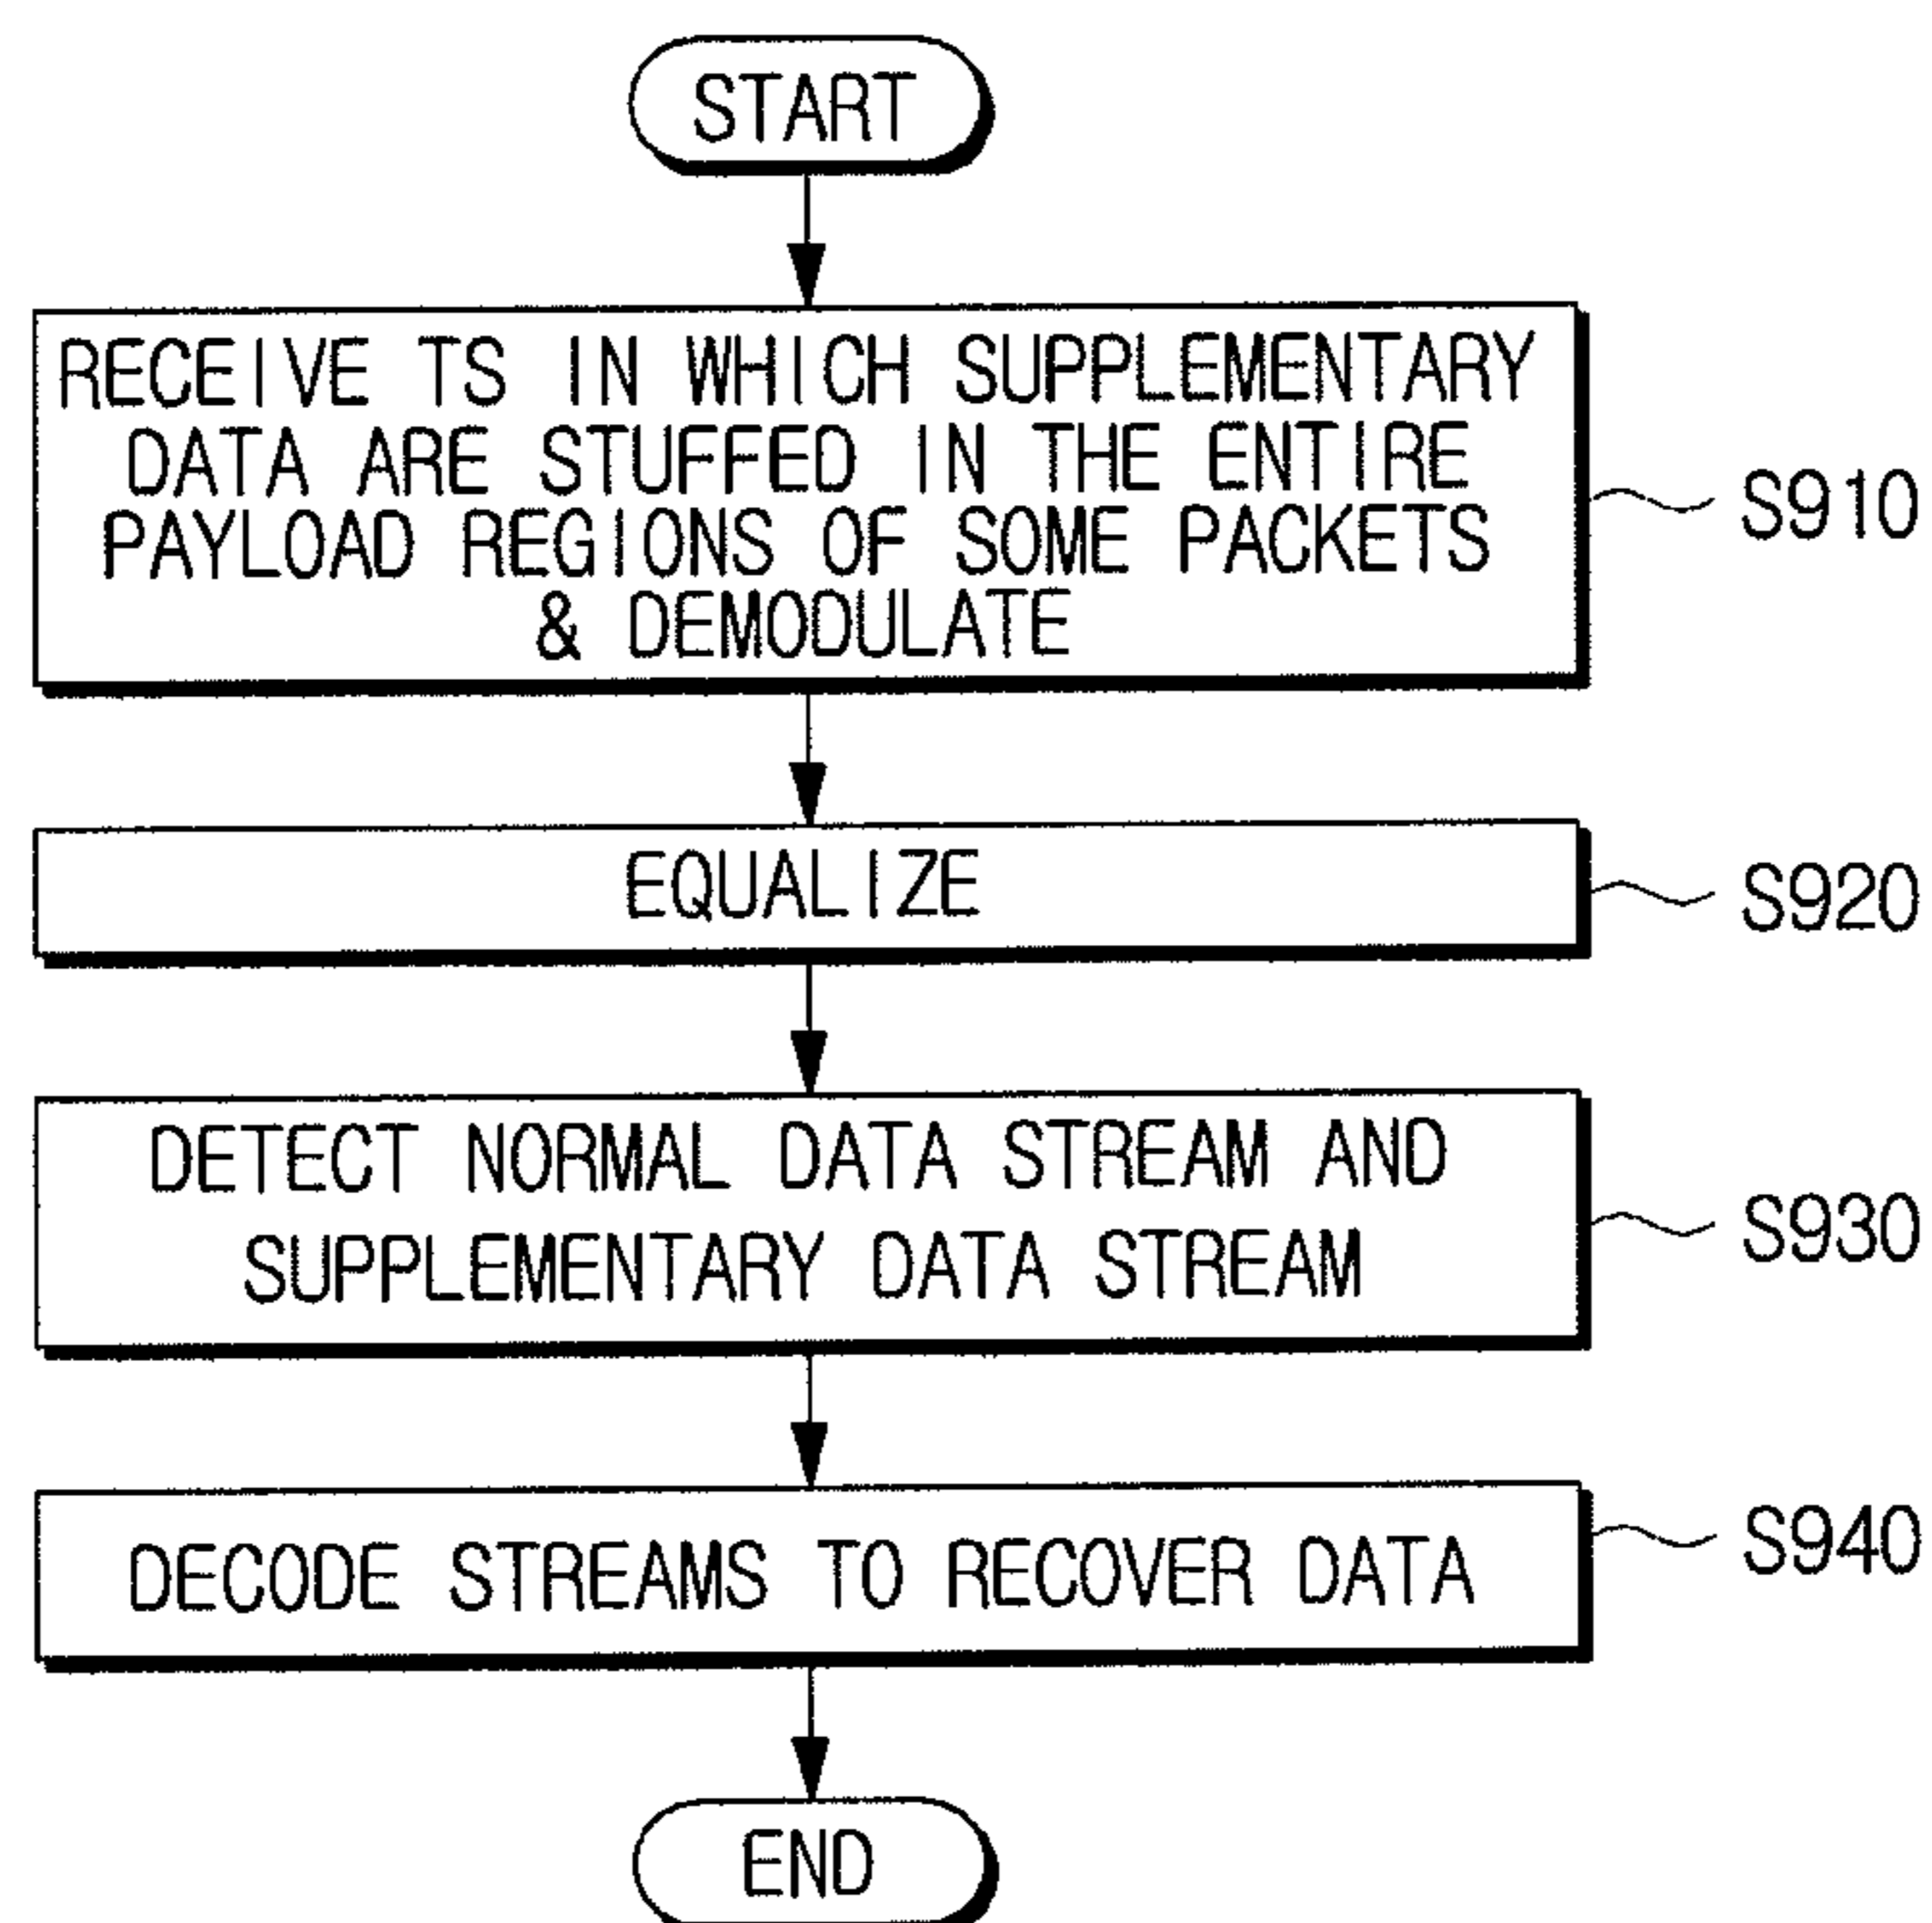 START
RECEIVE TS IN WHICH SUPPLEMENTARY
DATA ARE STUFFED IN THE ENTIRE
PAYLOAD REGIONS OF SOME PACKETS
& DEMODULATE
S910
EQUALIZE
S920
DETECT NORMAL DATA STREAM AND
SUPPLEMENTARY DATA STREAM
S930
DECODE STREAMS TO RECOVER DATA
S940
END